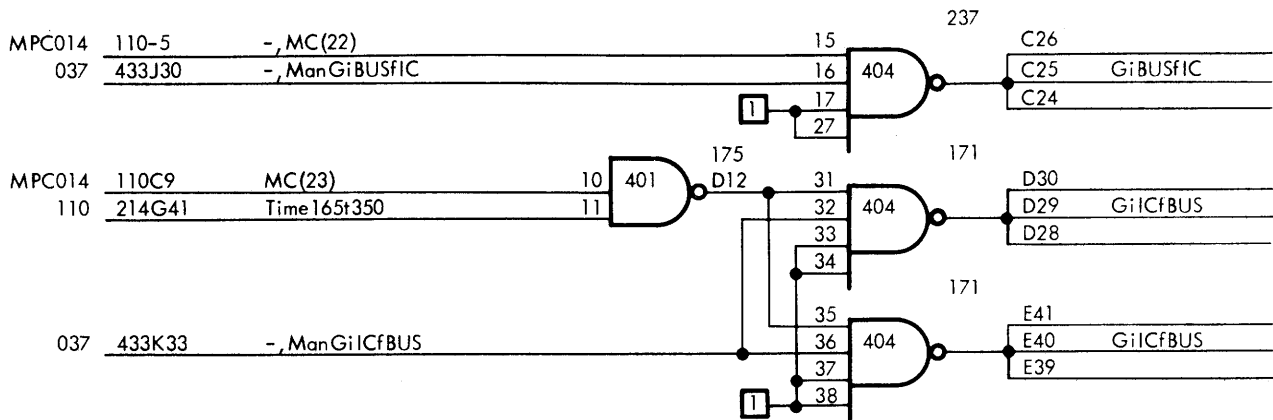 237
MPC014 110-5 -,MC(22) 15 C26
037 433J30 -,ManGiBUSfIC 16 404 C25 GiBUSfIC
1 17 C24
27
175 171
MPC014 110C9 MC(23) 10 401 D12 31 D30
110 214G41 Time165t350 11 32 404 D29 GiICfBUS
33 D28
34
171
35 E41
037 433K33 -,ManGiICfBUS 36 404 E40 GiICfBUS
37 E39
1 38